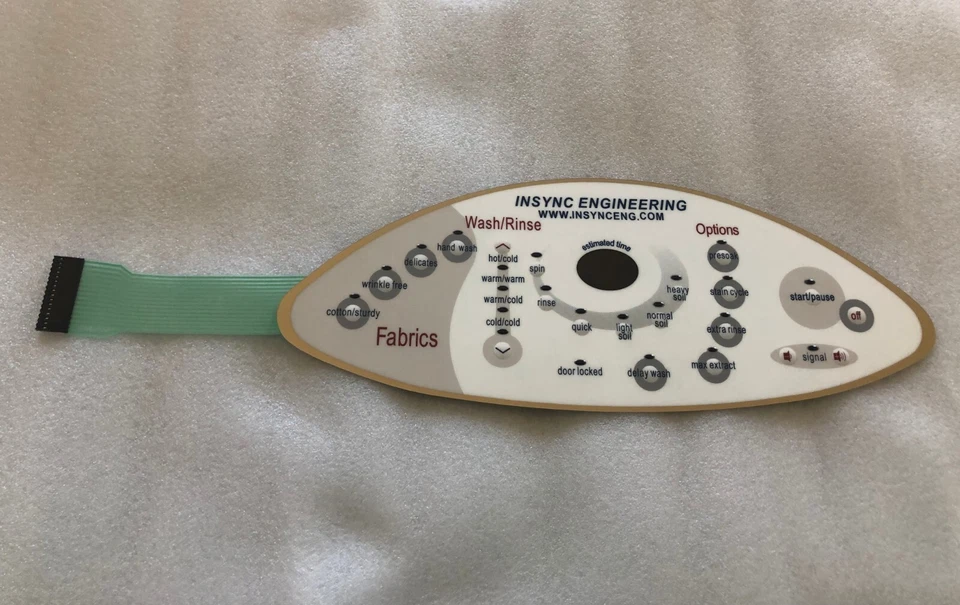 INSYNC ENGINEERING
WWW.INSYNCENG.COM
Wash/Rinse
hand wash
delicates
wrinkle free
cotton/sturdy
Fabrics
hot/cold
warm/warm
warm/cold
cold/cold
estimated time
spin
rinse
quick
light
soil
normal
soil
heavy
soil
door locked
delay wash
Options
presoak
stain cycle
extra rinse
max extract
start/pause
off
signal